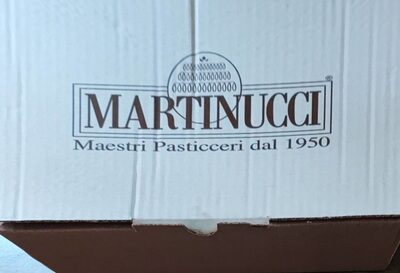 MARTINUCCI®
Maestri Pasticceri dal 1950